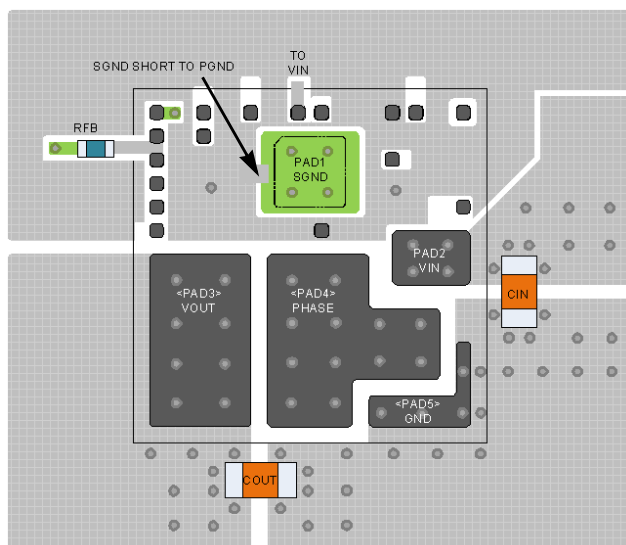 TO
VIN
SGND SHORT TO PGND
RFB
PAD1
SGND
PAD2
VIN
<PAD3>
VOUT
<PAD4>
PHASE
CIN
<PAD5>
GND
COUT